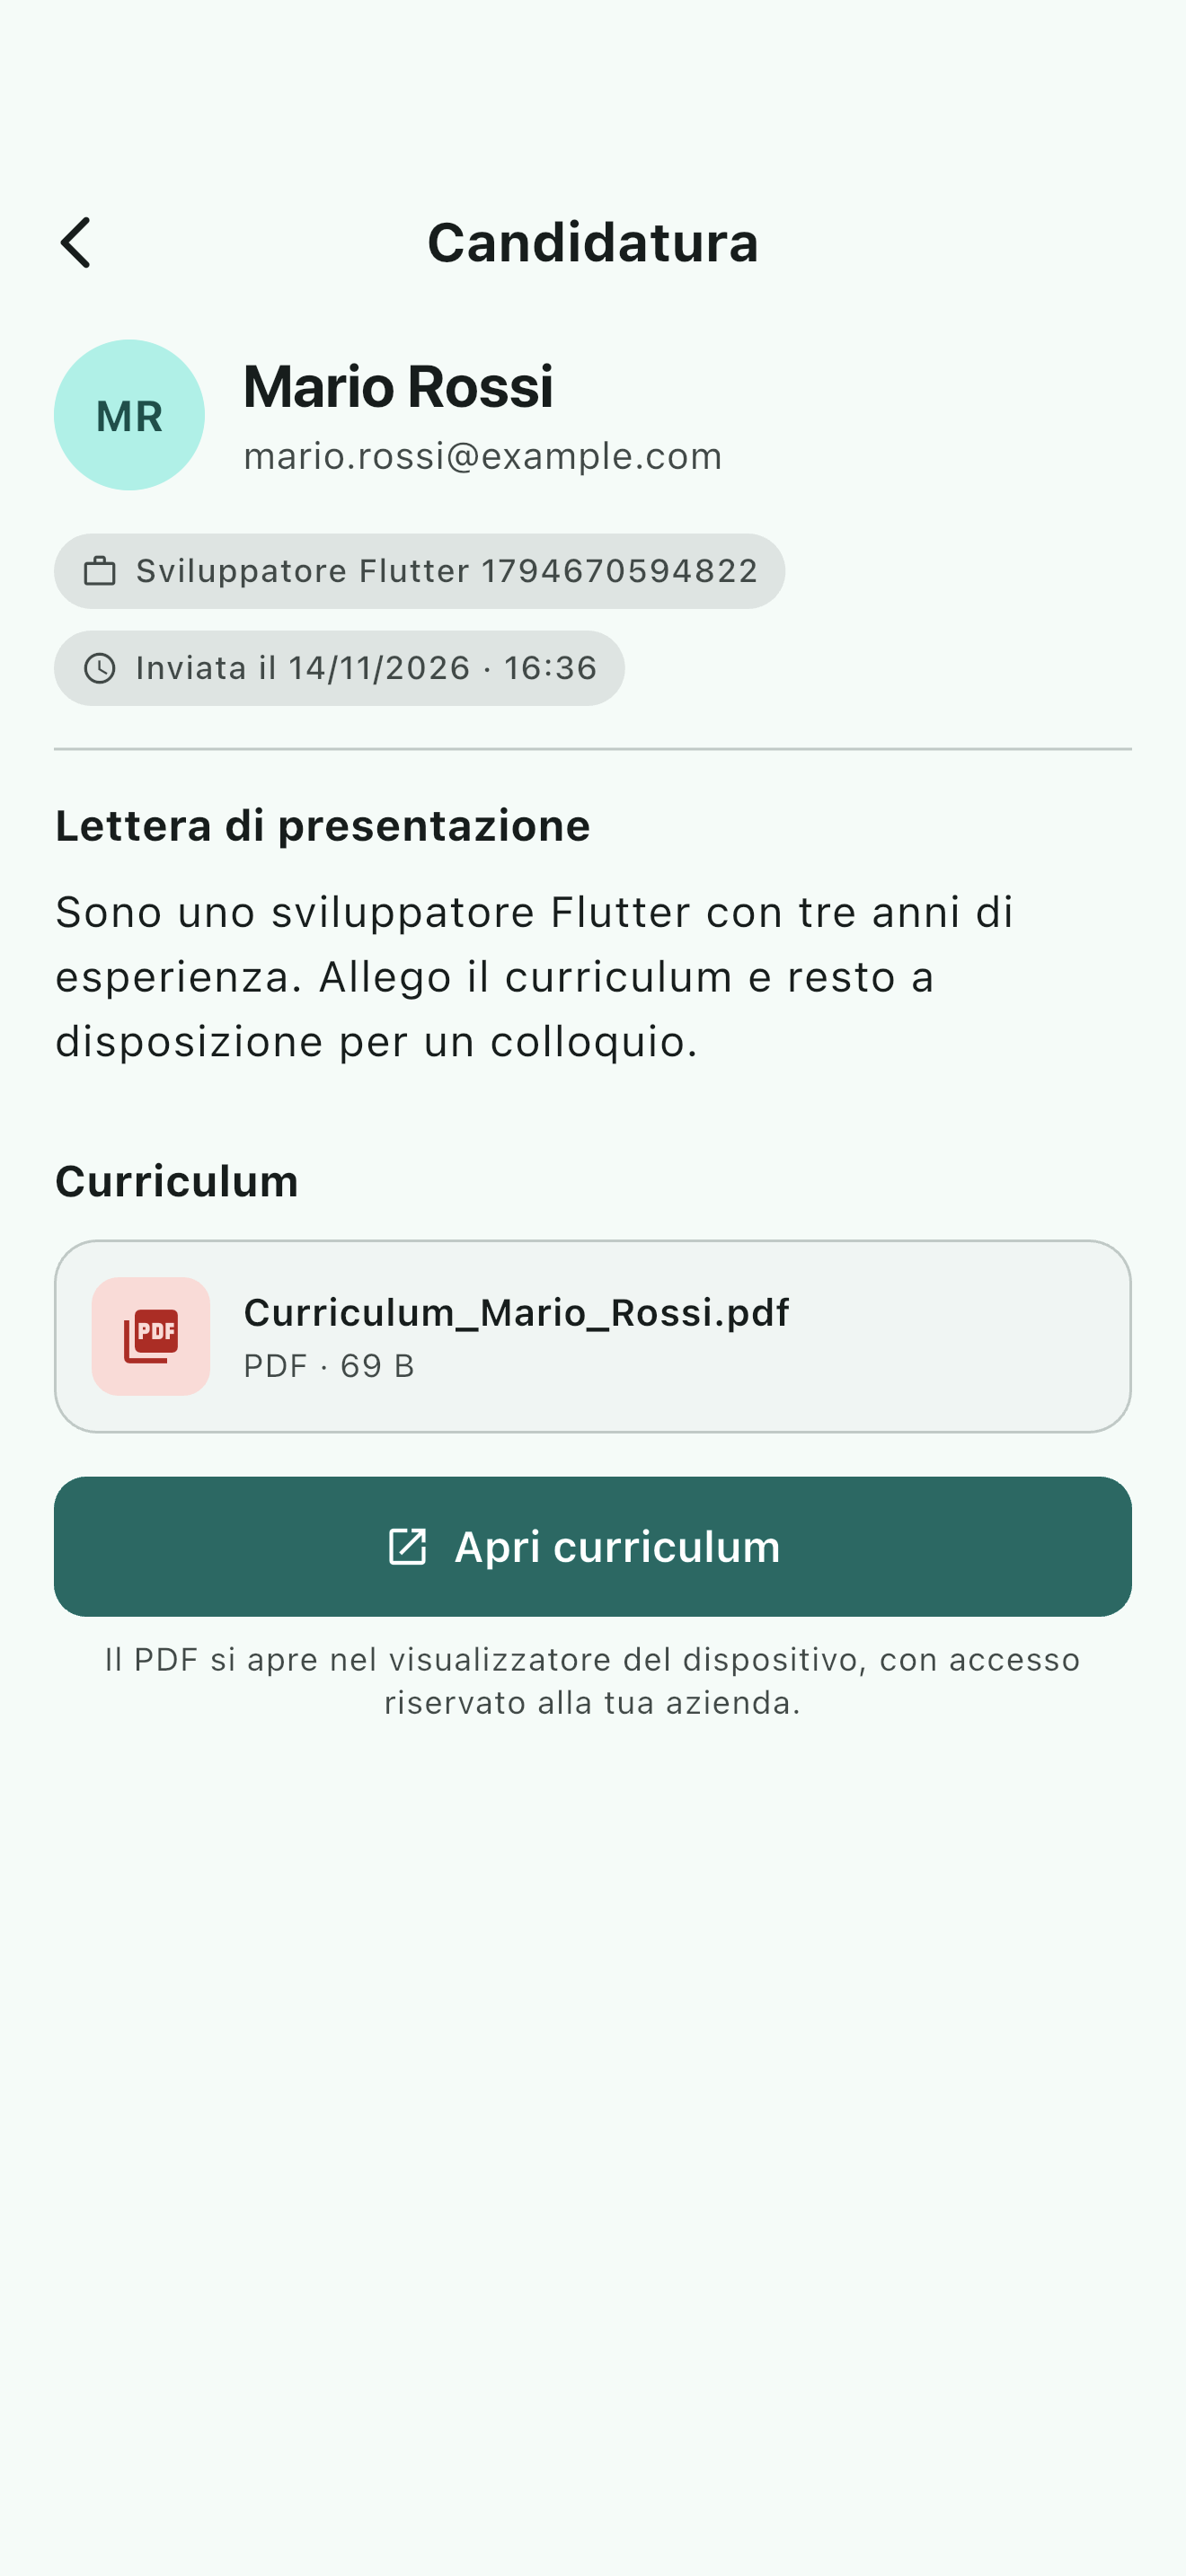 Candidatura
MR
Mario Rossi
mario.rossi@example.com
Sviluppatore Flutter 1794670594822
Inviata il 14/11/2026 · 16:36
Lettera di presentazione
Sono uno sviluppatore Flutter con tre anni di
esperienza. Allego il curriculum e resto a
disposizione per un colloquio.
Curriculum
PDF
Curriculum_Mario_Rossi.pdf
PDF · 69 B
Apri curriculum
Il PDF si apre nel visualizzatore del dispositivo, con accesso
riservato alla tua azienda.